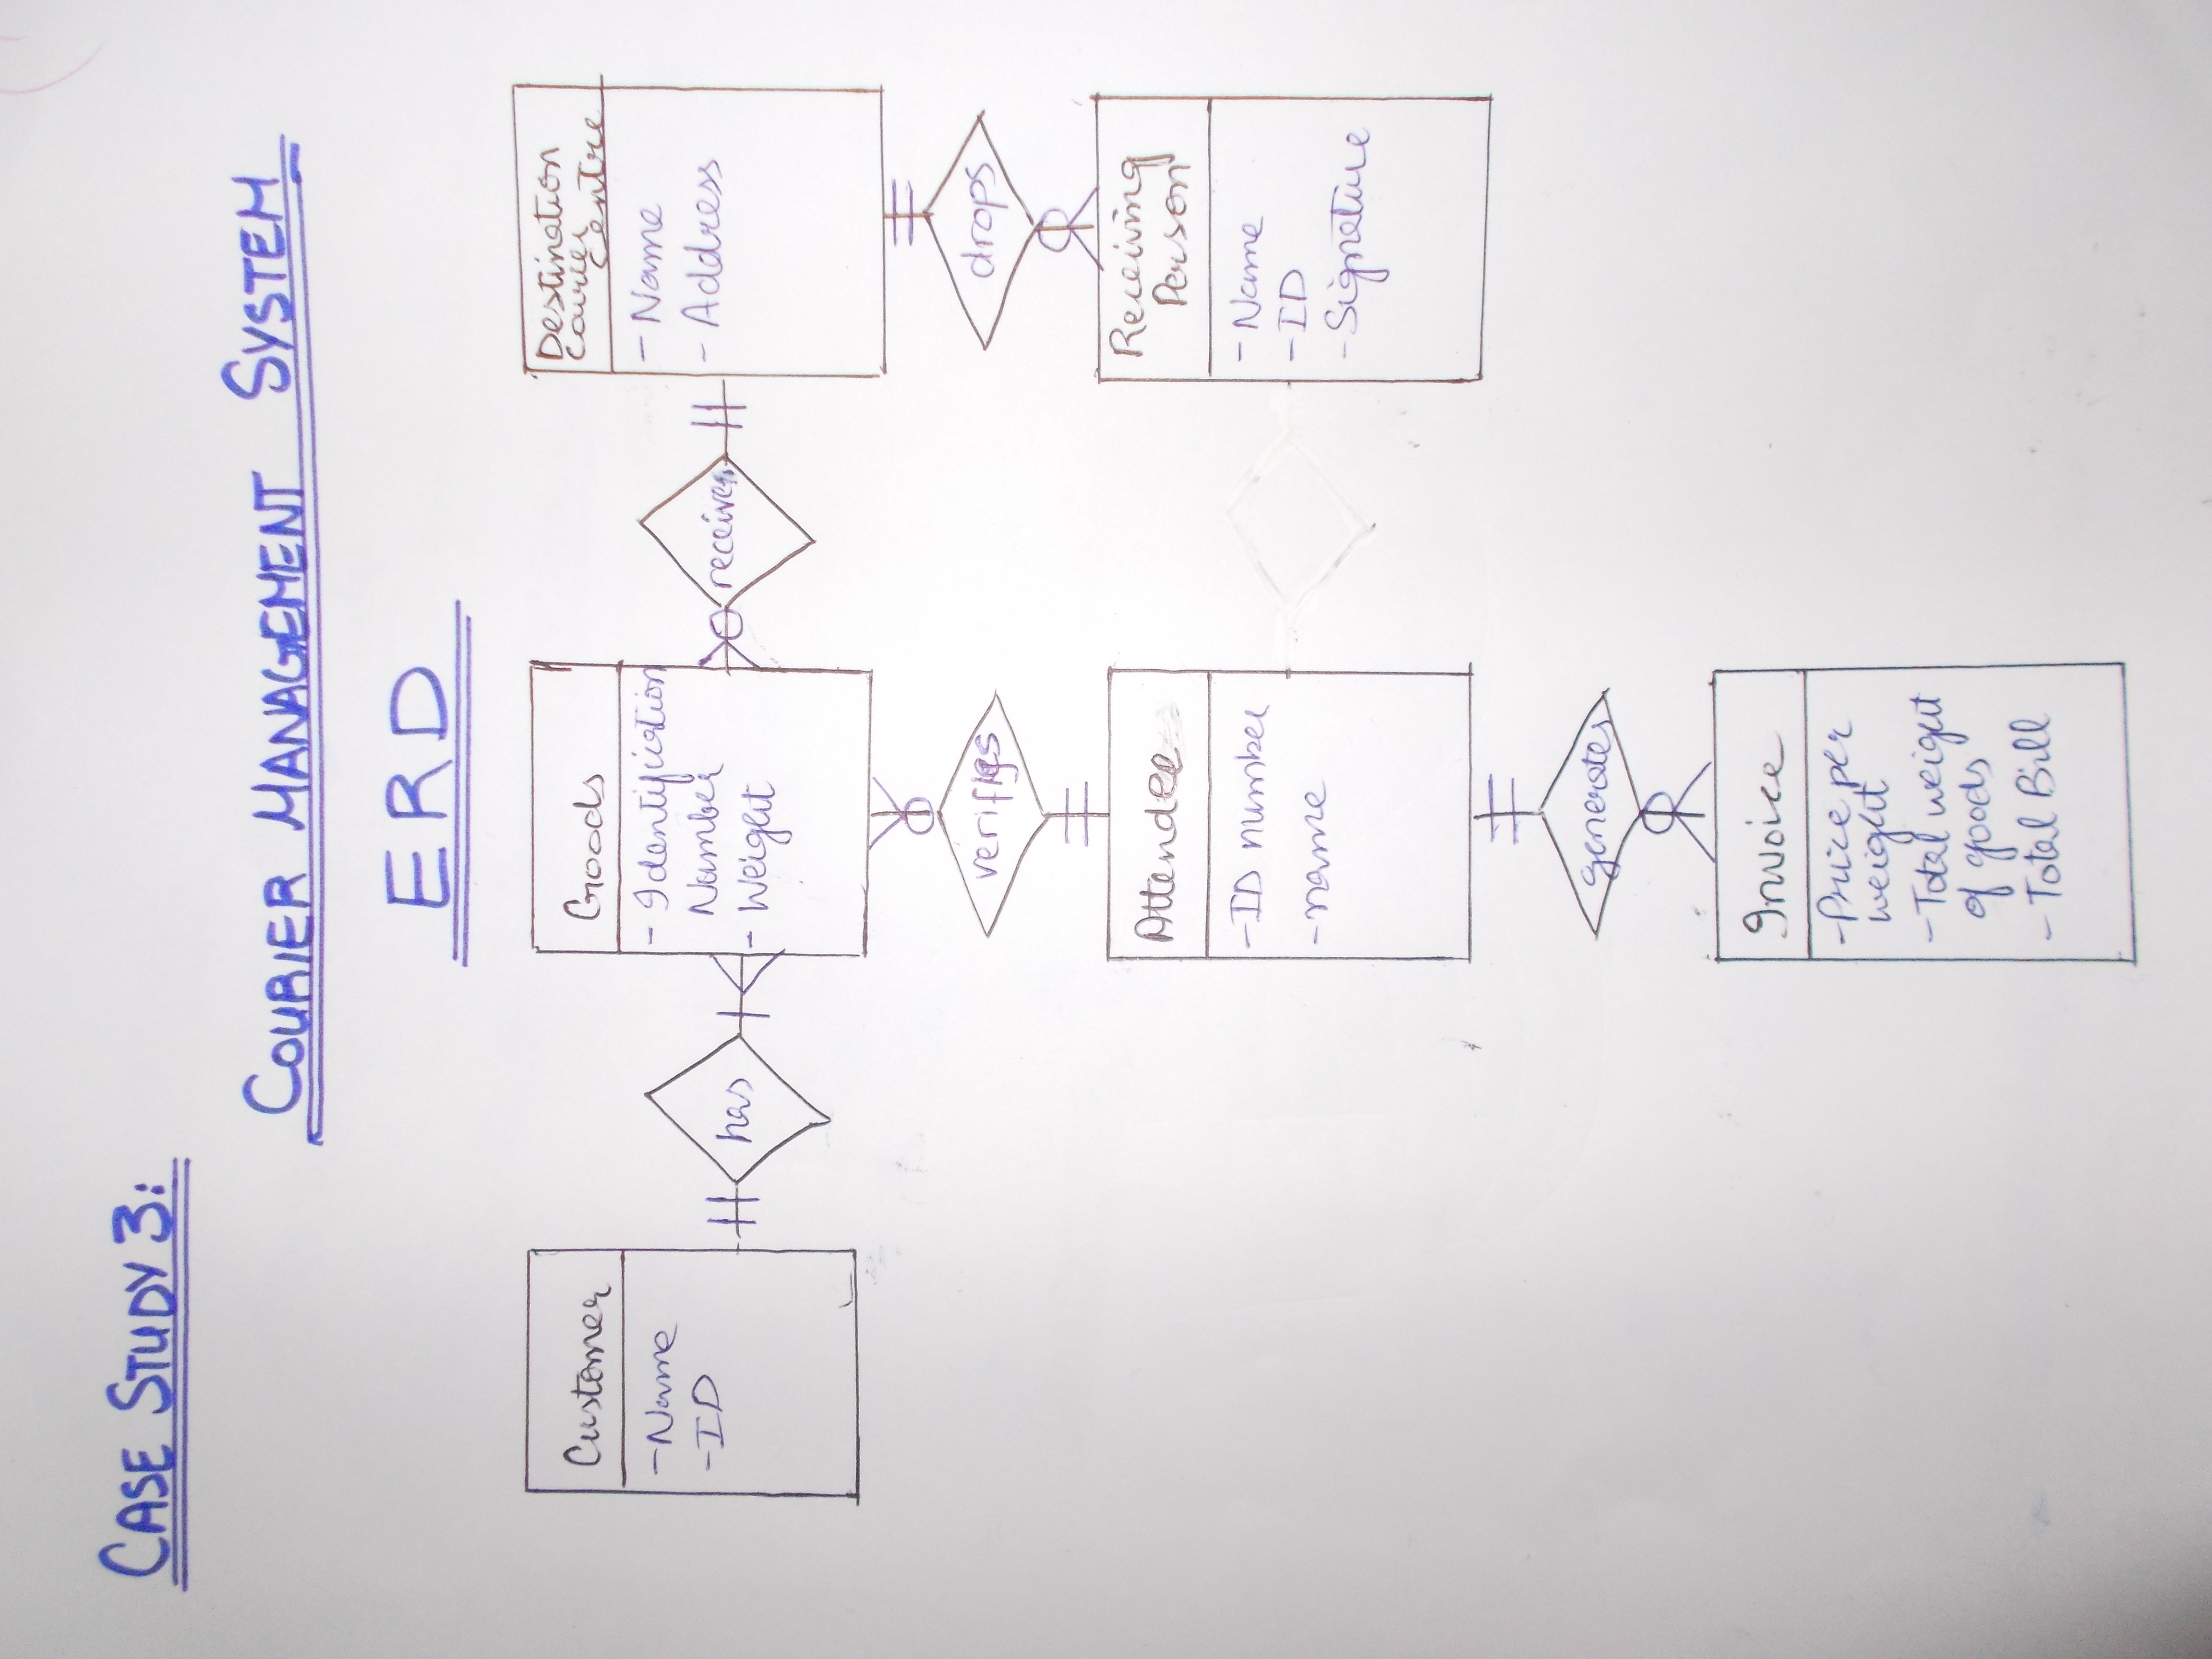 CASE STUDY 3:
COURIER MANAGEMENT SYSTEM
ERD
Customer
-Name
-ID
has
Goods
- Identification
Number
- Weight
receives
Destination
Courier
Centre
- Name
- Address
verifies
drops
Attendee
-ID number
-name
Receiving
Person
- Name
- ID
- Signature
generates
Invoice
-Price per
weight
-Total weight
of goods
- Total Bill